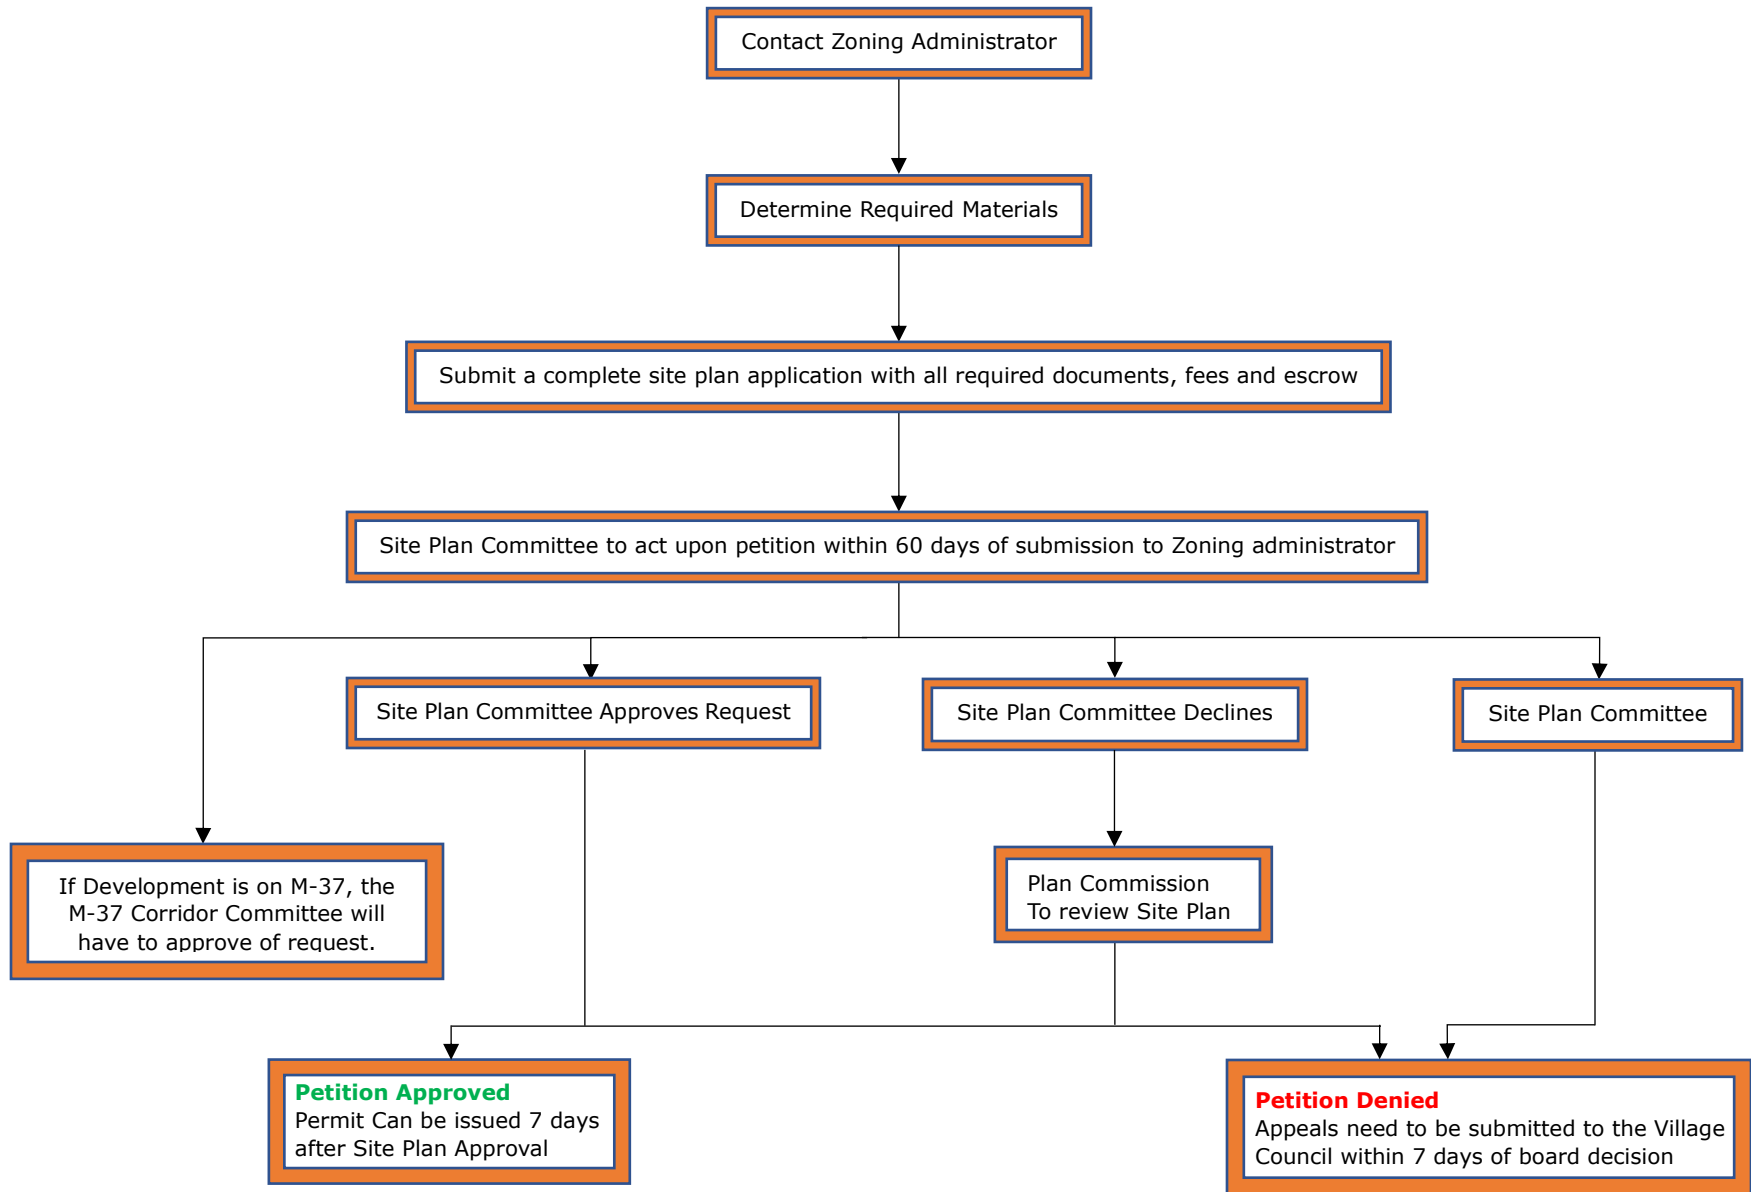 Contact Zoning Administrator
Determine Required Materials
Submit a complete site plan application with all required documents, fees and escrow
Site Plan Committee to act upon petition within 60 days of submission to Zoning administrator
Site Plan Committee Approves Request
Site Plan Committee Declines
Site Plan Committee
If Development is on M-37, the
M-37 Corridor Committee will
have to approve of request.
Plan Commission
To review Site Plan
Petition Approved
Permit Can be issued 7 days
after Site Plan Approval
Petition Denied
Appeals need to be submitted to the Village
Council within 7 days of board decision